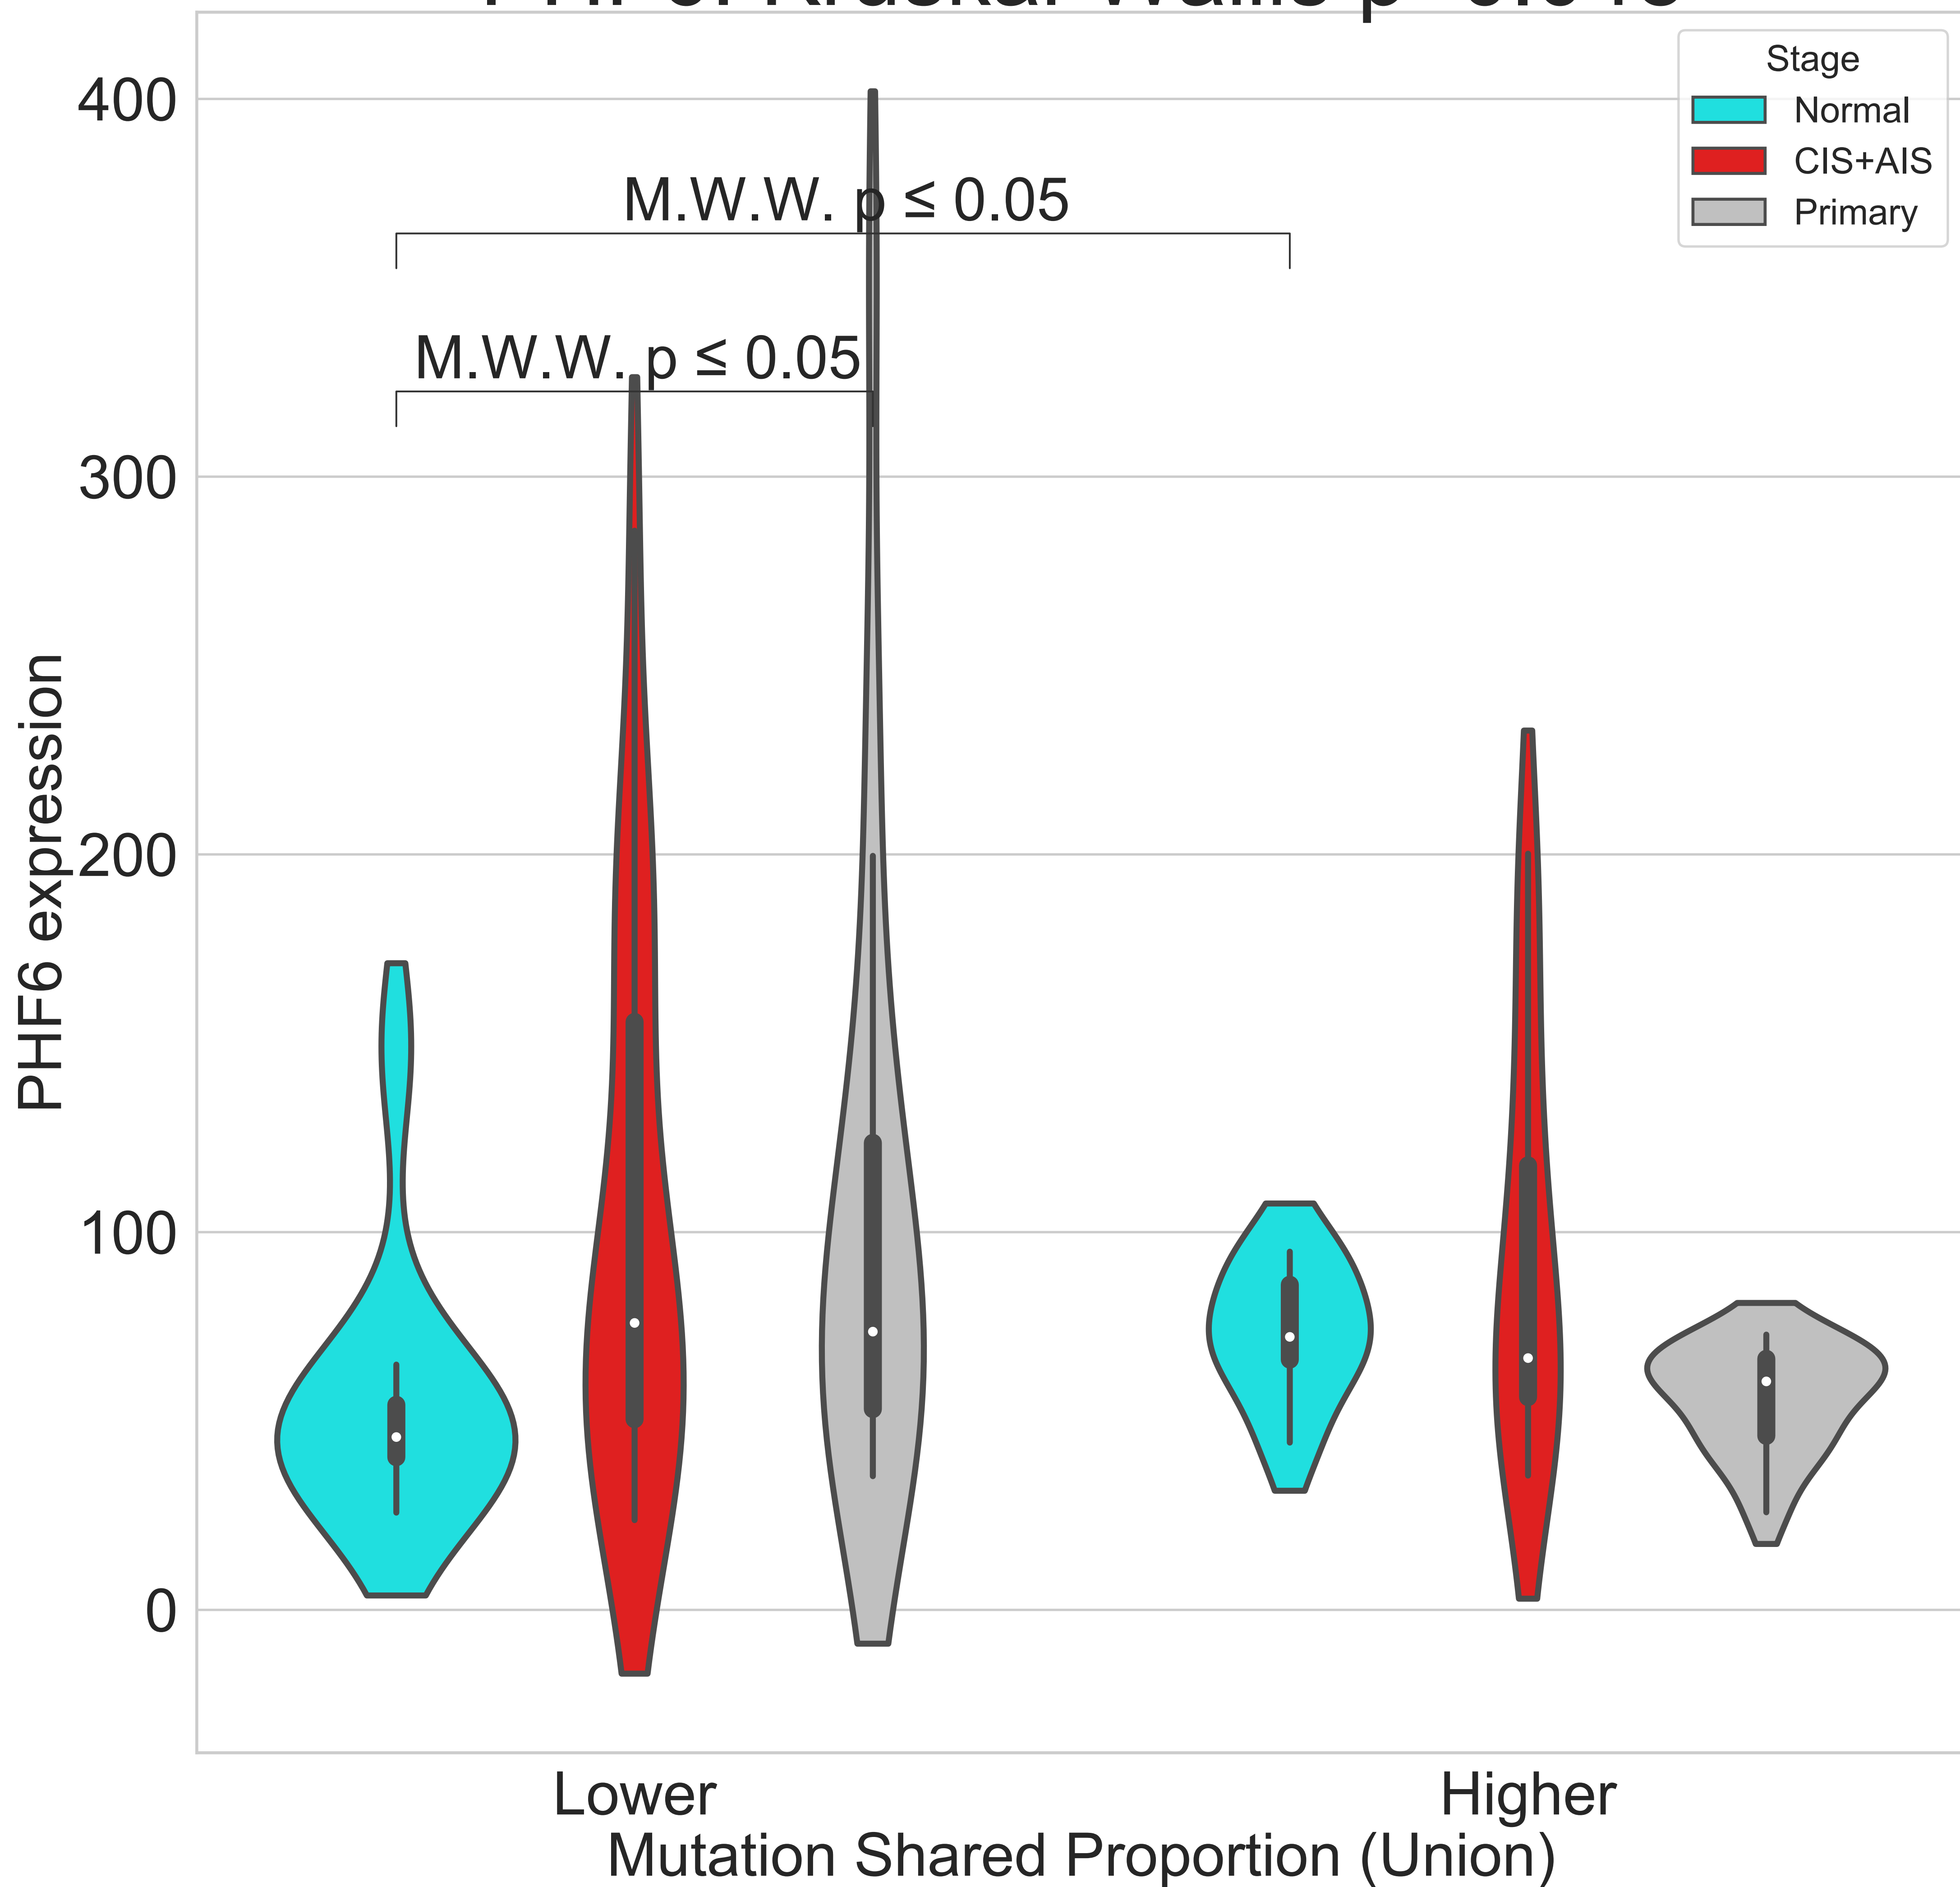 Stage
Normal
CIS+AIS
Primary
400
300
200
100
0
M.W.W. p ≤ 0.05
M.W.W. p ≤ 0.05
PHF6 expression
Lower
Higher
Mutation Shared Proportion (Union)